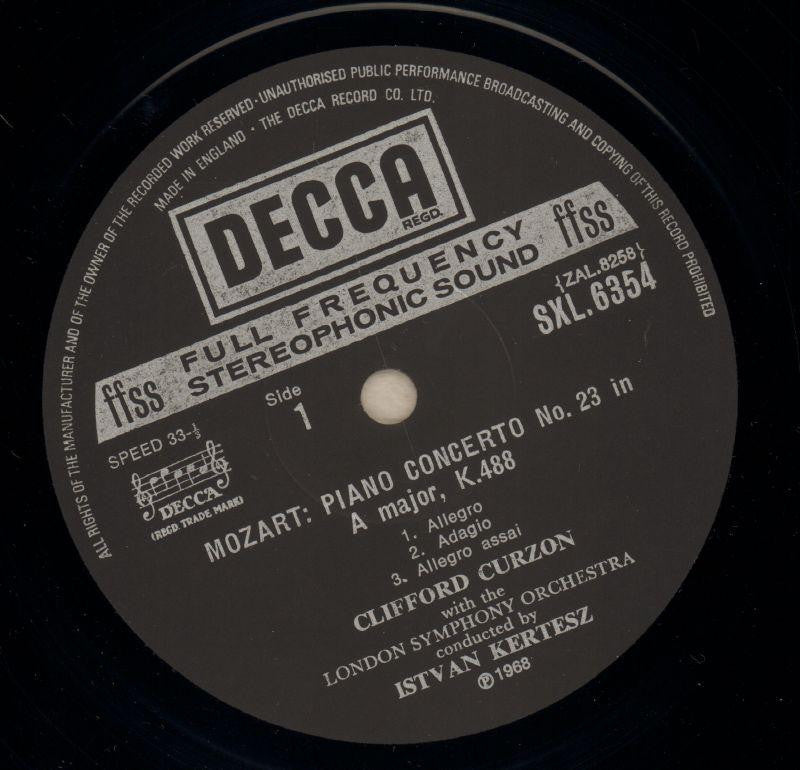 ALL RIGHTS OF THE MANUFACTURER AND OF THE OWNER OF THE RECORDED WORK RESERVED · UNAUTHORISED PUBLIC PERFORMANCE BROADCASTING AND COPYING OF THIS RECORD PROHIBITED
MADE IN ENGLAND · THE DECCA RECORD CO. LTD.
DECCA
REGD.
ffss FULL FREQUENCY ffss
STEREOPHONIC SOUND
{ZAL.8258}
SXL.6354
Side
1
SPEED 33-⅓
DECCA
(REGD. TRADE MARK)
MOZART: PIANO CONCERTO No. 23 in
A major, K.488
1. Allegro
2. Adagio
3. Allegro assai
CLIFFORD CURZON
with the
LONDON SYMPHONY ORCHESTRA
conducted by
ISTVAN KERTESZ
℗1968